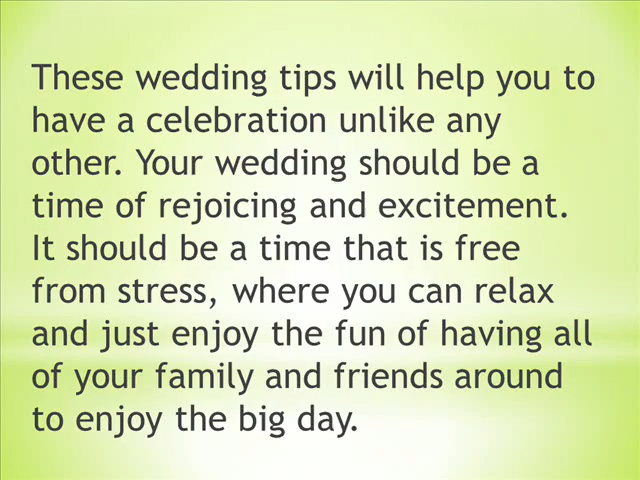 These wedding tips will help you to
have a celebration unlike any
other. Your wedding should be a
time of rejoicing and excitement.
It should be a time that is free
from stress, where you can relax
and just enjoy the fun of having all
of your family and friends around
to enjoy the big day.